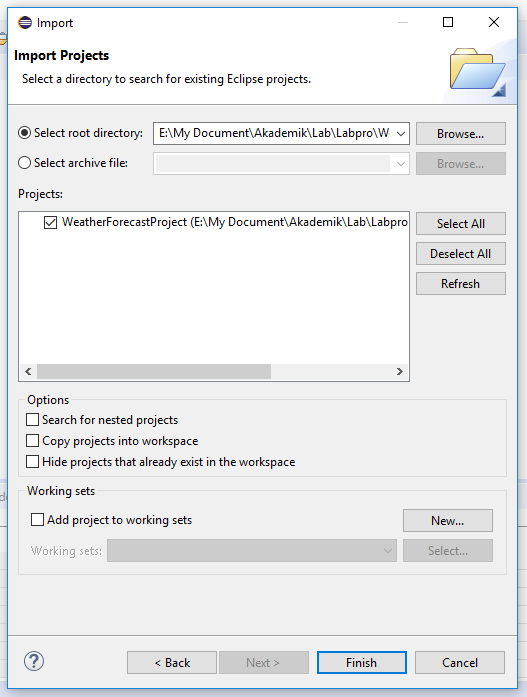 Import
Import Projects
Select a directory to search for existing Eclipse projects.
Select root directory: E:\My Document\Akademik\Lab\Labpro\W Browse...
Select archive file: Browse...
Projects:
WeatherForecastProject (E:\My Document\Akademik\Lab\Labpro Select All
Deselect All
Refresh
Options
Search for nested projects
Copy projects into workspace
Hide projects that already exist in the workspace
Working sets
Add project to working sets New...
Working sets: Select...
? < Back Next > Finish Cancel